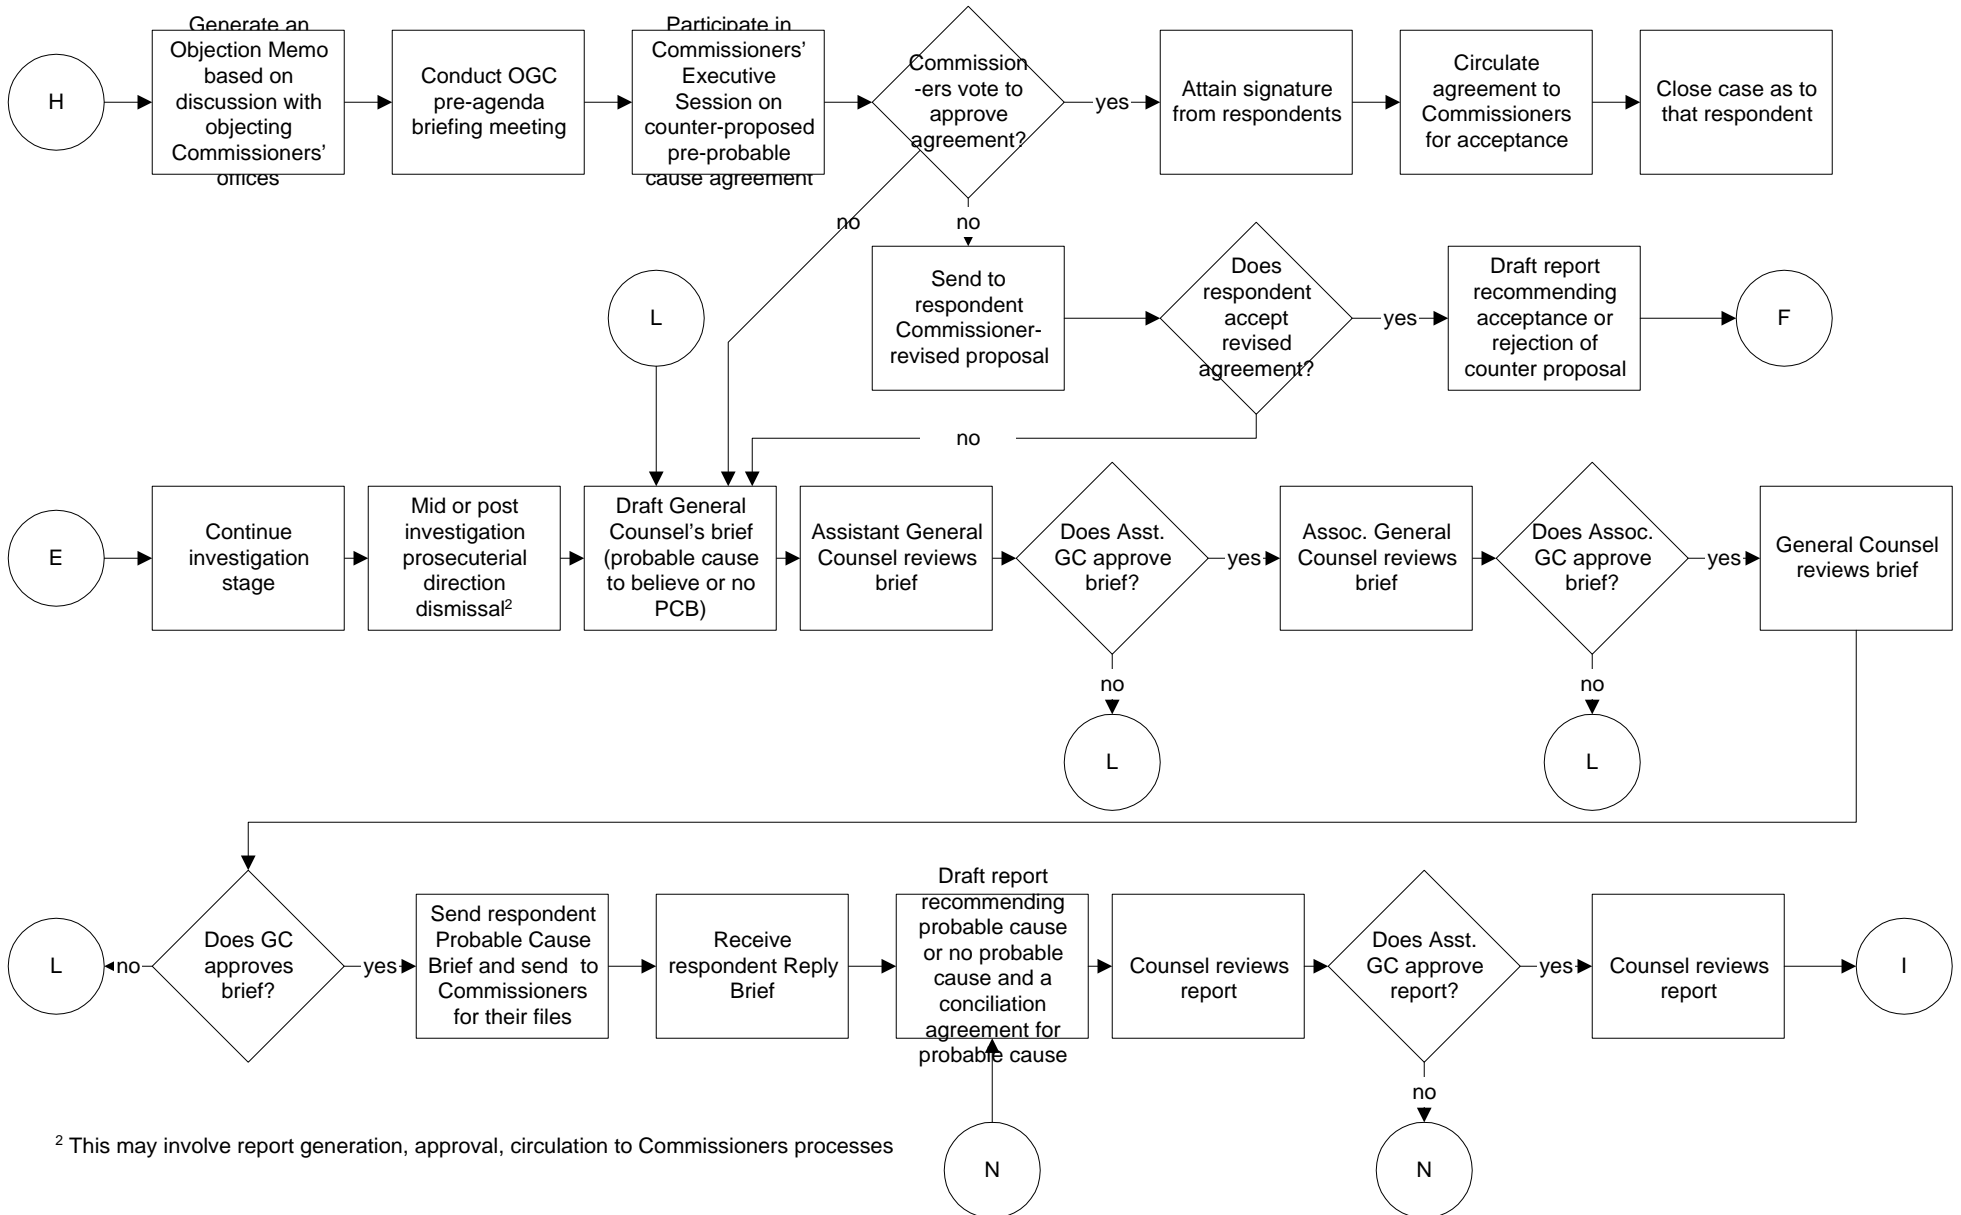 H
Generate an
Objection Memo
based on
discussion with
objecting
Commissioners’
offices
Conduct OGC
pre-agenda
briefing meeting
Participate in
Commissioners’
Executive
Session on
counter-proposed
pre-probable
cause agreement
Commission
-ers vote to
approve
agreement?
yes
Attain signature
from respondents
Circulate
agreement to
Commissioners
for acceptance
Close case as to
that respondent
no
no
L
Send to
respondent
Commissioner-
revised proposal
Does
respondent
accept
revised
agreement?
yes
Draft report
recommending
acceptance or
rejection of
counter proposal
F
no
E
Continue
investigation
stage
Mid or post
investigation
prosecuterial
direction
dismissal²
Draft General
Counsel’s brief
(probable cause
to believe or no
PCB)
Assistant General
Counsel reviews
brief
Does Asst.
GC approve
brief?
yes
Assoc. General
Counsel reviews
brief
Does Assoc.
GC approve
brief?
yes
General Counsel
reviews brief
no
no
L
L
L
no
Does GC
approves
brief?
yes
Send respondent
Probable Cause
Brief and send  to
Commissioners
for their files
Receive
respondent Reply
Brief
Draft report
recommending
probable cause
or no probable
cause and a
conciliation
agreement for
probable cause
Counsel reviews
report
Does Asst.
GC approve
report?
yes
Counsel reviews
report
I
no
² This may involve report generation, approval, circulation to Commissioners processes
N
N